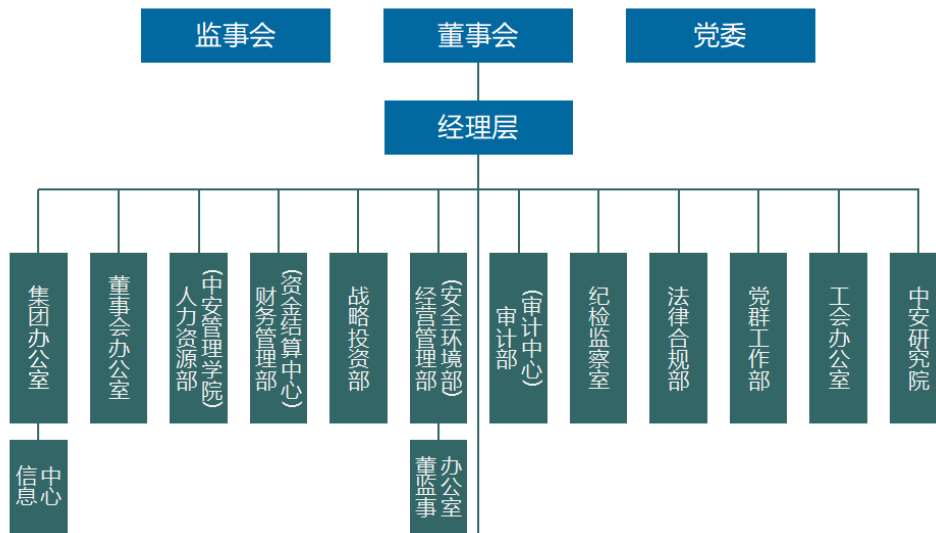 监事会
董事会
党委
经理层
集团办公室
董事会办公室
人力资源部
(中安管理学院)
财务管理部
(资金结算中心)
战略投资部
经营管理部
(安全环境部)
审计部
(审计中心)
纪检监察室
法律合规部
党群工作部
工会办公室
中安研究院
信息
中心
董监事
办公室